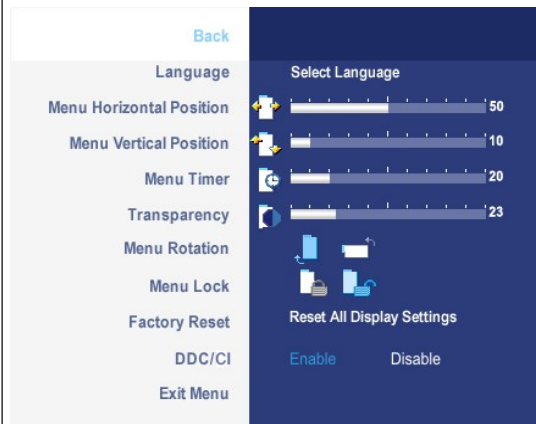 Back
Language Select Language
Menu Horizontal Position 50
Menu Vertical Position 10
Menu Timer 20
Transparency 23
Menu Rotation
Menu Lock
Factory Reset Reset All Display Settings
DDC/CI Enable Disable
Exit Menu